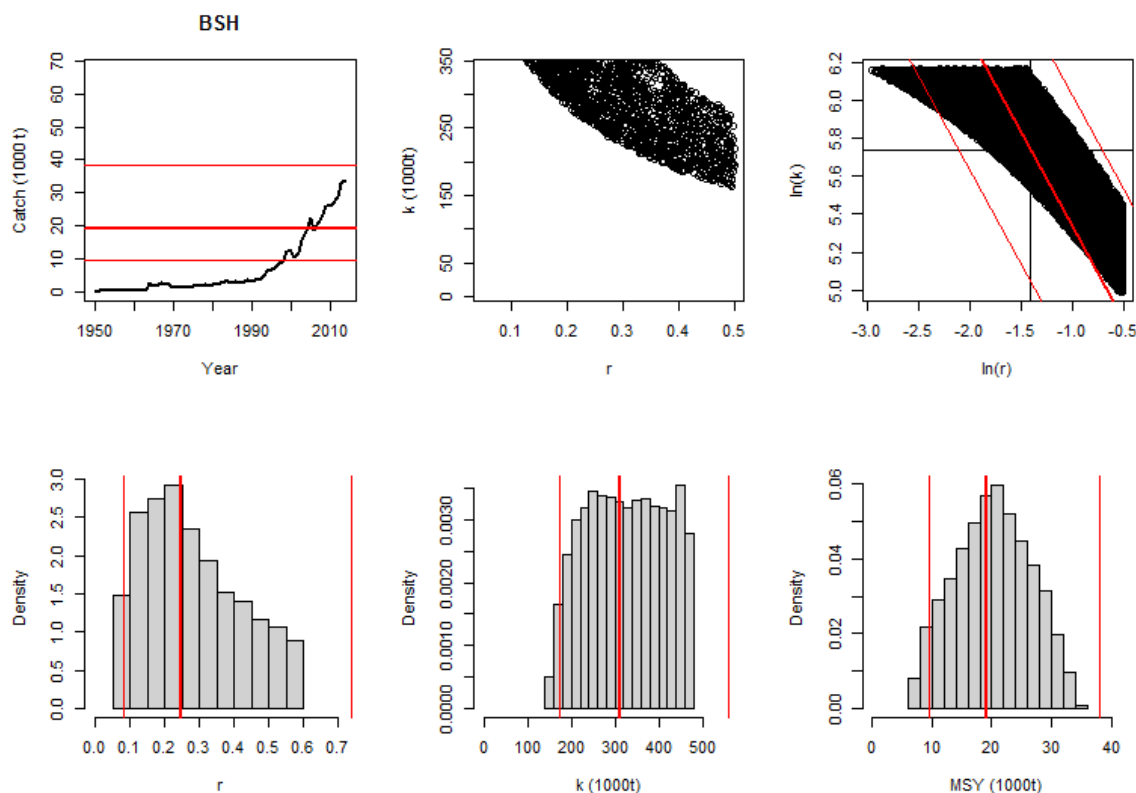 BSH
Catch (1000 t)
0 10 20 30 40 50 60 70
1950 1970 1990 2010
Year
k (1000t)
0 50 150 250 350
0.1 0.2 0.3 0.4 0.5
r
ln(k)
5.0 5.2 5.4 5.6 5.8 6.0 6.2
-3.0 -2.5 -2.0 -1.5 -1.0 -0.5
ln(r)
Density
0.0 0.5 1.0 1.5 2.0 2.5 3.0
0.0 0.1 0.2 0.3 0.4 0.5 0.6 0.7
r
Density
0.0000 0.0010 0.0020 0.0030
0 100 200 300 400 500
k (1000t)
Density
0.00 0.02 0.04 0.06
0 10 20 30 40
MSY (1000t)